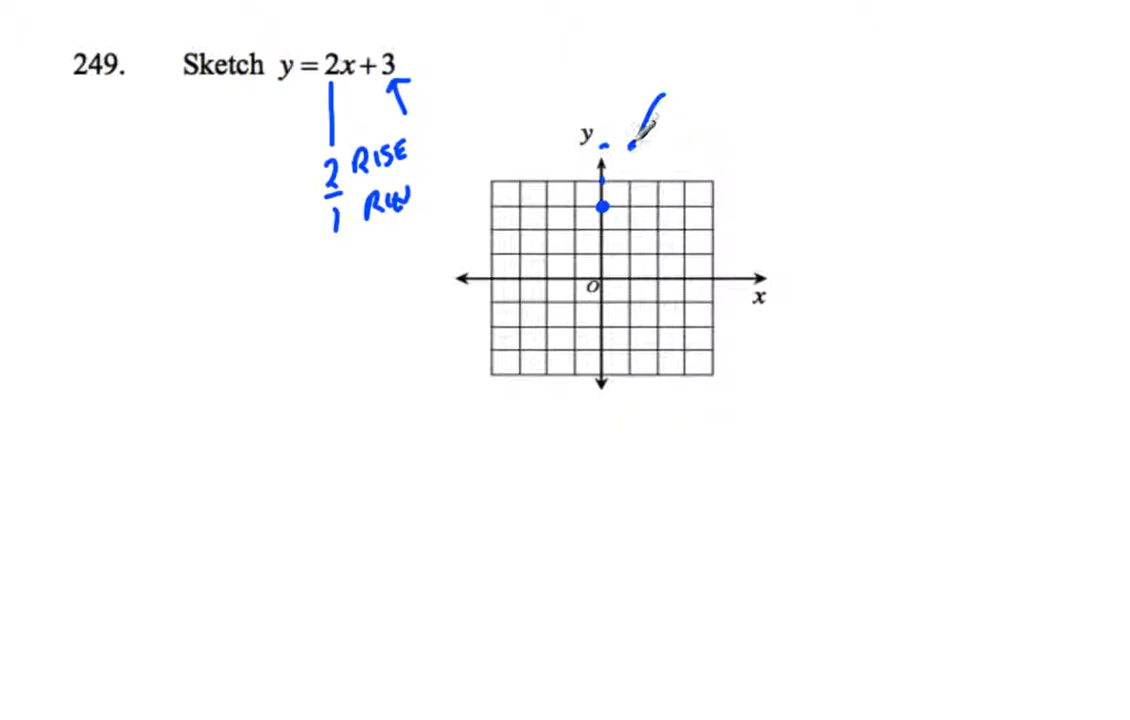 249. Sketch y = 2x + 3
2 RISE
1 RUN
y
O
x